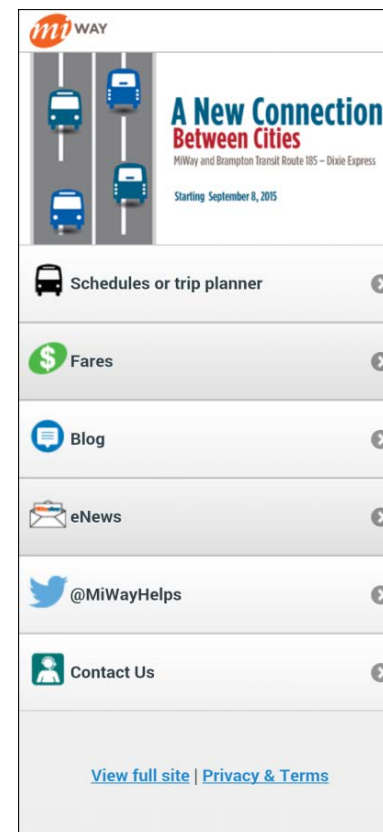 mi WAY
A New Connection
Between Cities
MiWay and Brampton Transit Route 185 – Dixie Express
Starting September 8, 2015
Schedules or trip planner
$ Fares
Blog
eNews
@MiWayHelps
Contact Us
View full site | Privacy & Terms